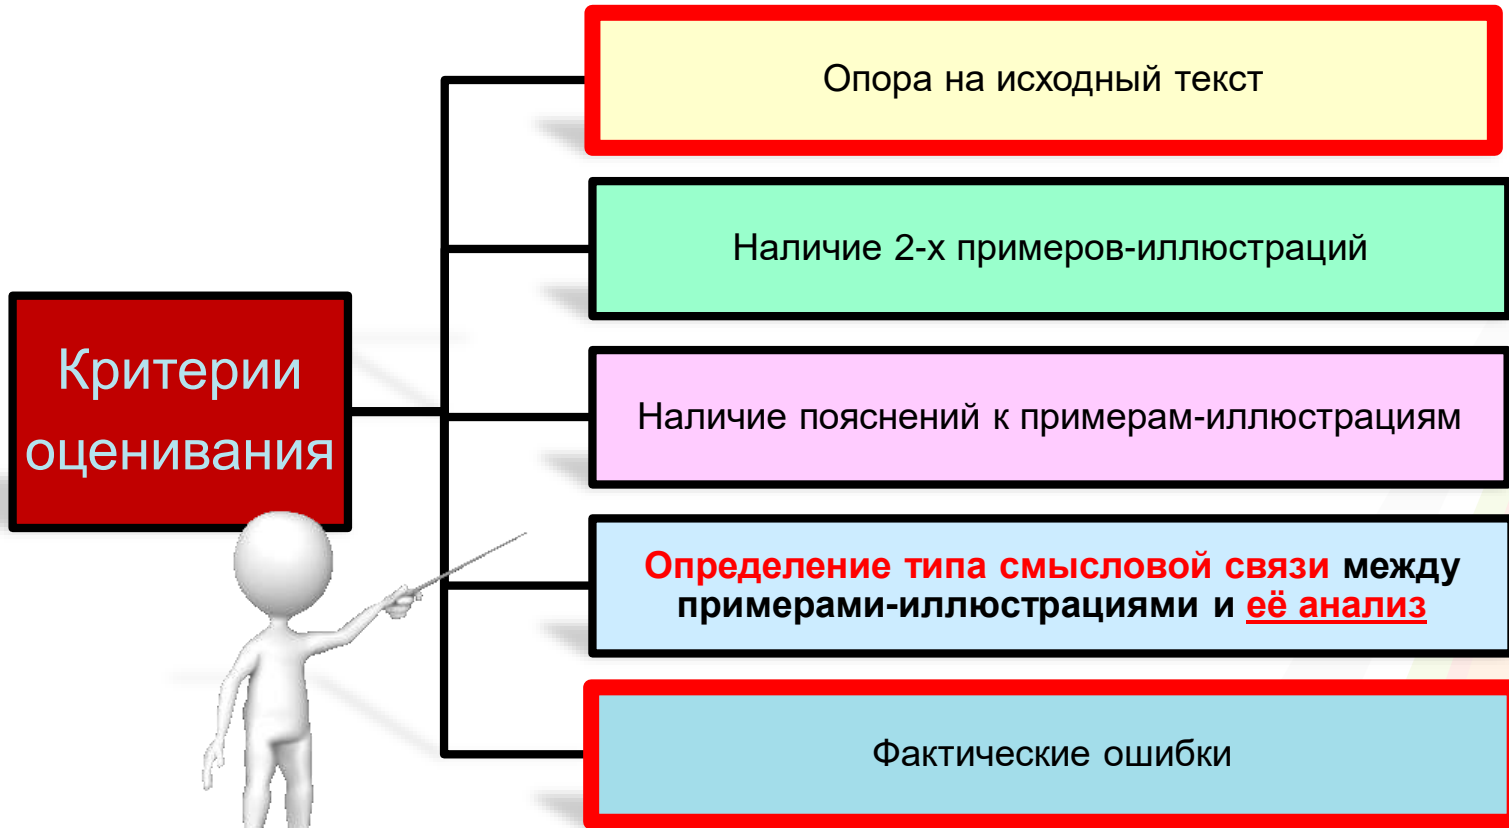 Опора на исходный текст
Наличие 2-х примеров-иллюстраций
Критерии
оценивания
Наличие пояснений к примерам-иллюстрациям
Определение типа смысловой связи между
примерами-иллюстрациями и её анализ
Фактические ошибки